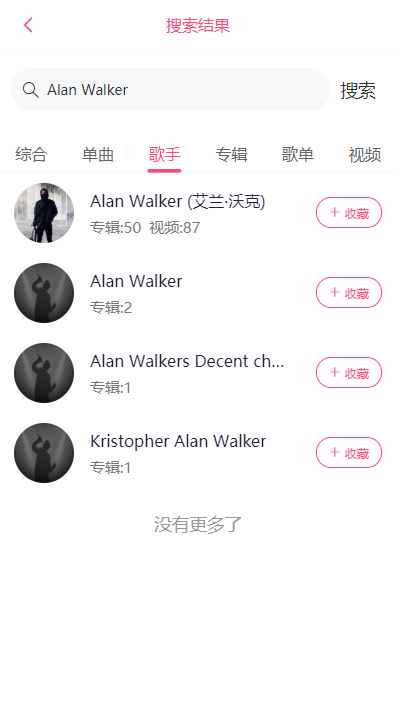 搜索结果
Alan Walker 搜索
综合 单曲 歌手 专辑 歌单 视频
Alan Walker (艾兰·沃克)
专辑:50 视频:87
+ 收藏
Alan Walker
专辑:2
+ 收藏
Alan Walkers Decent ch...
专辑:1
+ 收藏
Kristopher Alan Walker
专辑:1
+ 收藏
没有更多了